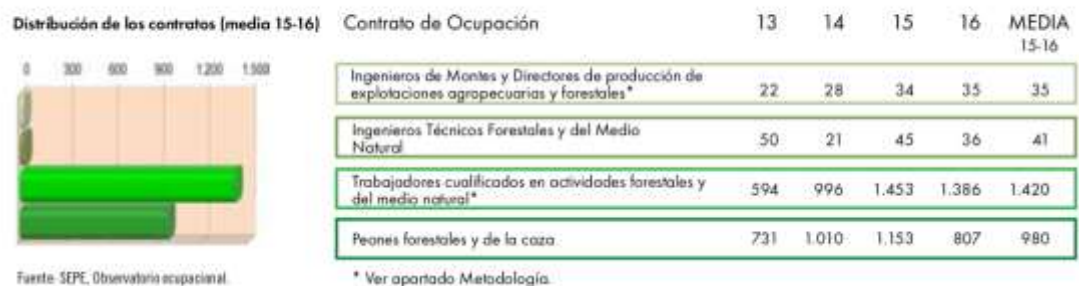 Distribución de los contratos (media 15-16)
Contrato de Ocupación 13 14 15 16 MEDIA
15-16
0 300 600 900 1.200 1.500
Ingenieros de Montes y Directores de producción de
explotaciones agropecuarias y forestales* 22 28 34 35 35
Ingenieros Técnicos Forestales y del Medio
Natural 50 21 45 36 41
Trabajadores cualificados en actividades forestales y
del medio natural* 594 996 1.453 1.386 1.420
Peones forestales y de la caza 731 1.010 1.153 807 980
Fuente: SEPE, Observatorio ocupacional.
* Ver apartado Metodología.